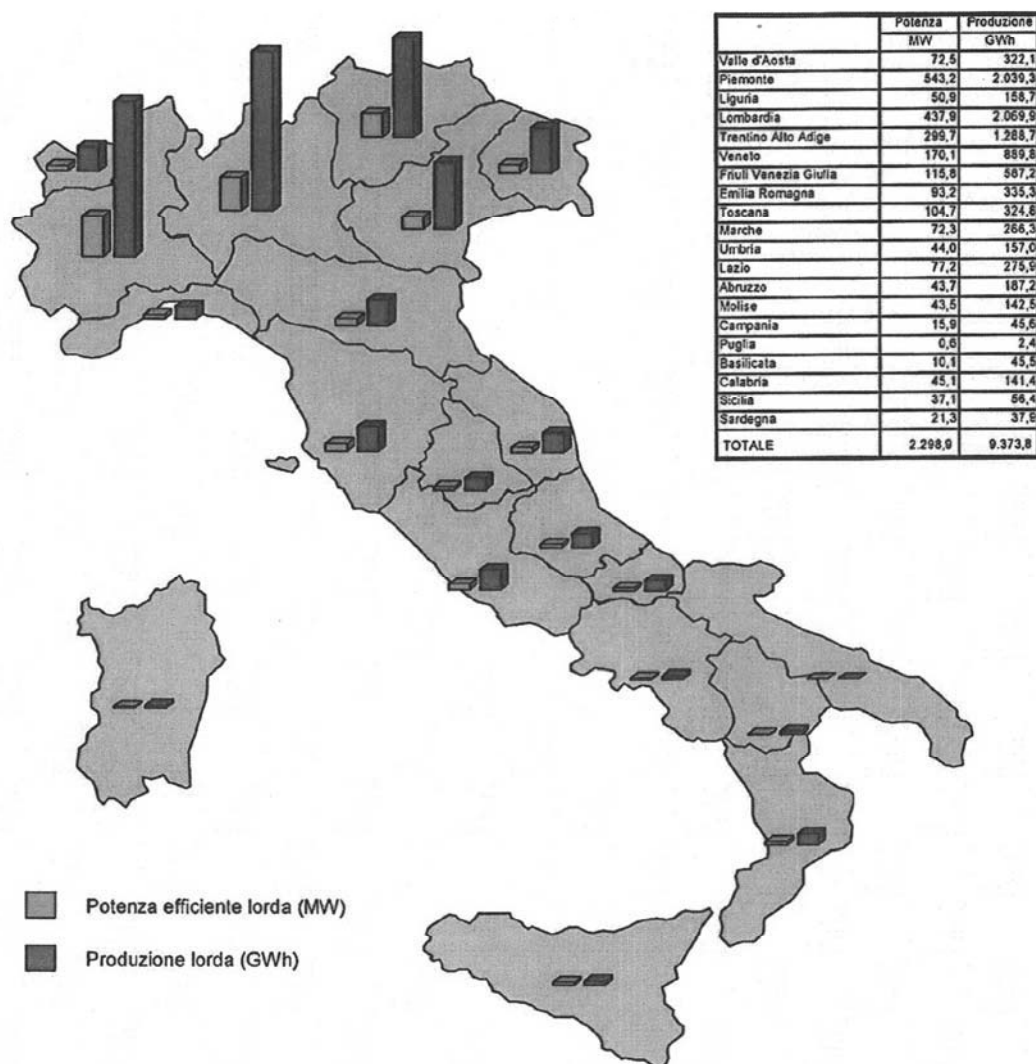 Potenza Produzione
MW GWh
Valle d'Aosta 72,5 322,1
Piemonte 543,2 2.039,3
Liguria 50,9 158,7
Lombardia 437,9 2.069,9
Trentino Alto Adige 299,7 1.288,7
Veneto 170,1 889,8
Friuli Venezia Giulia 115,8 587,2
Emilia Romagna 93,2 335,3
Toscana 104,7 324,8
Marche 72,3 266,3
Umbria 44,0 157,0
Lazio 77,2 275,9
Abruzzo 43,7 187,2
Molise 43,5 142,5
Campania 15,9 45,6
Puglia 0,6 2,4
Basilicata 10,1 45,5
Calabria 45,1 141,4
Sicilia 37,1 56,4
Sardegna 21,3 37,8
TOTALE 2.298,9 9.373,8
Potenza efficiente lorda (MW)
Produzione lorda (GWh)